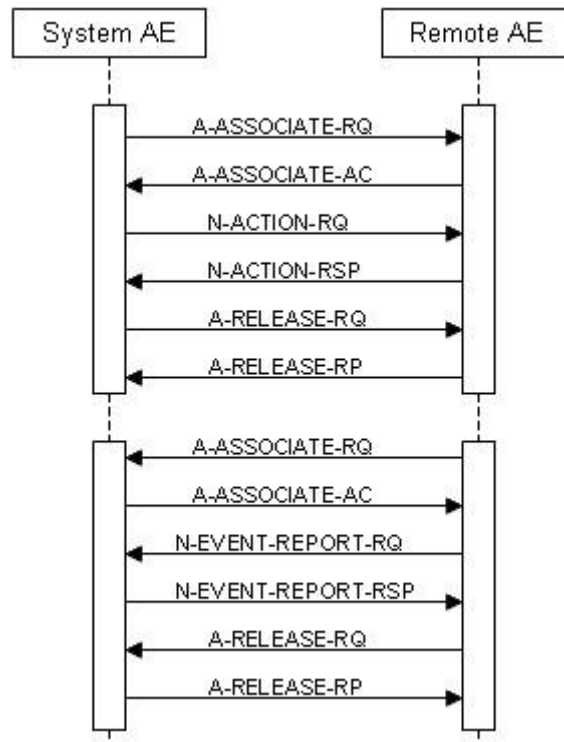 System AE
Remote AE
A-ASSOCIATE-RQ
A-ASSOCIATE-AC
N-ACTION-RQ
N-ACTION-RSP
A-RELEASE-RQ
A-RELEASE-RP
A-ASSOCIATE-RQ
A-ASSOCIATE-AC
N-EVENT-REPORT-RQ
N-EVENT-REPORT-RSP
A-RELEASE-RQ
A-RELEASE-RP